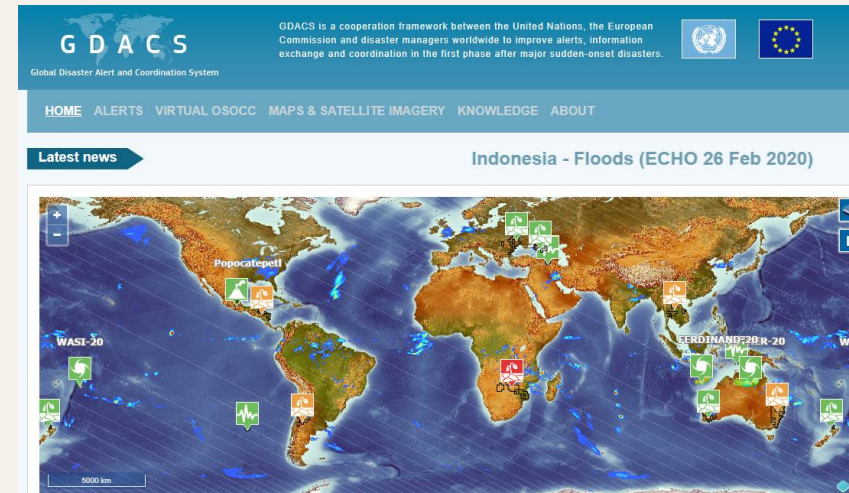 GDACS
Global Disaster Alert and Coordination System
GDACS is a cooperation framework between the United Nations, the European
Commission and disaster managers worldwide to improve alerts, information
exchange and coordination in the first phase after major sudden-onset disasters.
HOME ALERTS VIRTUAL OSOCC MAPS & SATELLITE IMAGERY KNOWLEDGE ABOUT
Latest news
Indonesia - Floods (ECHO 26 Feb 2020)
+
-
Popocatepetl
WASI-20
FERDINAND-20
R-20
W
5000 km